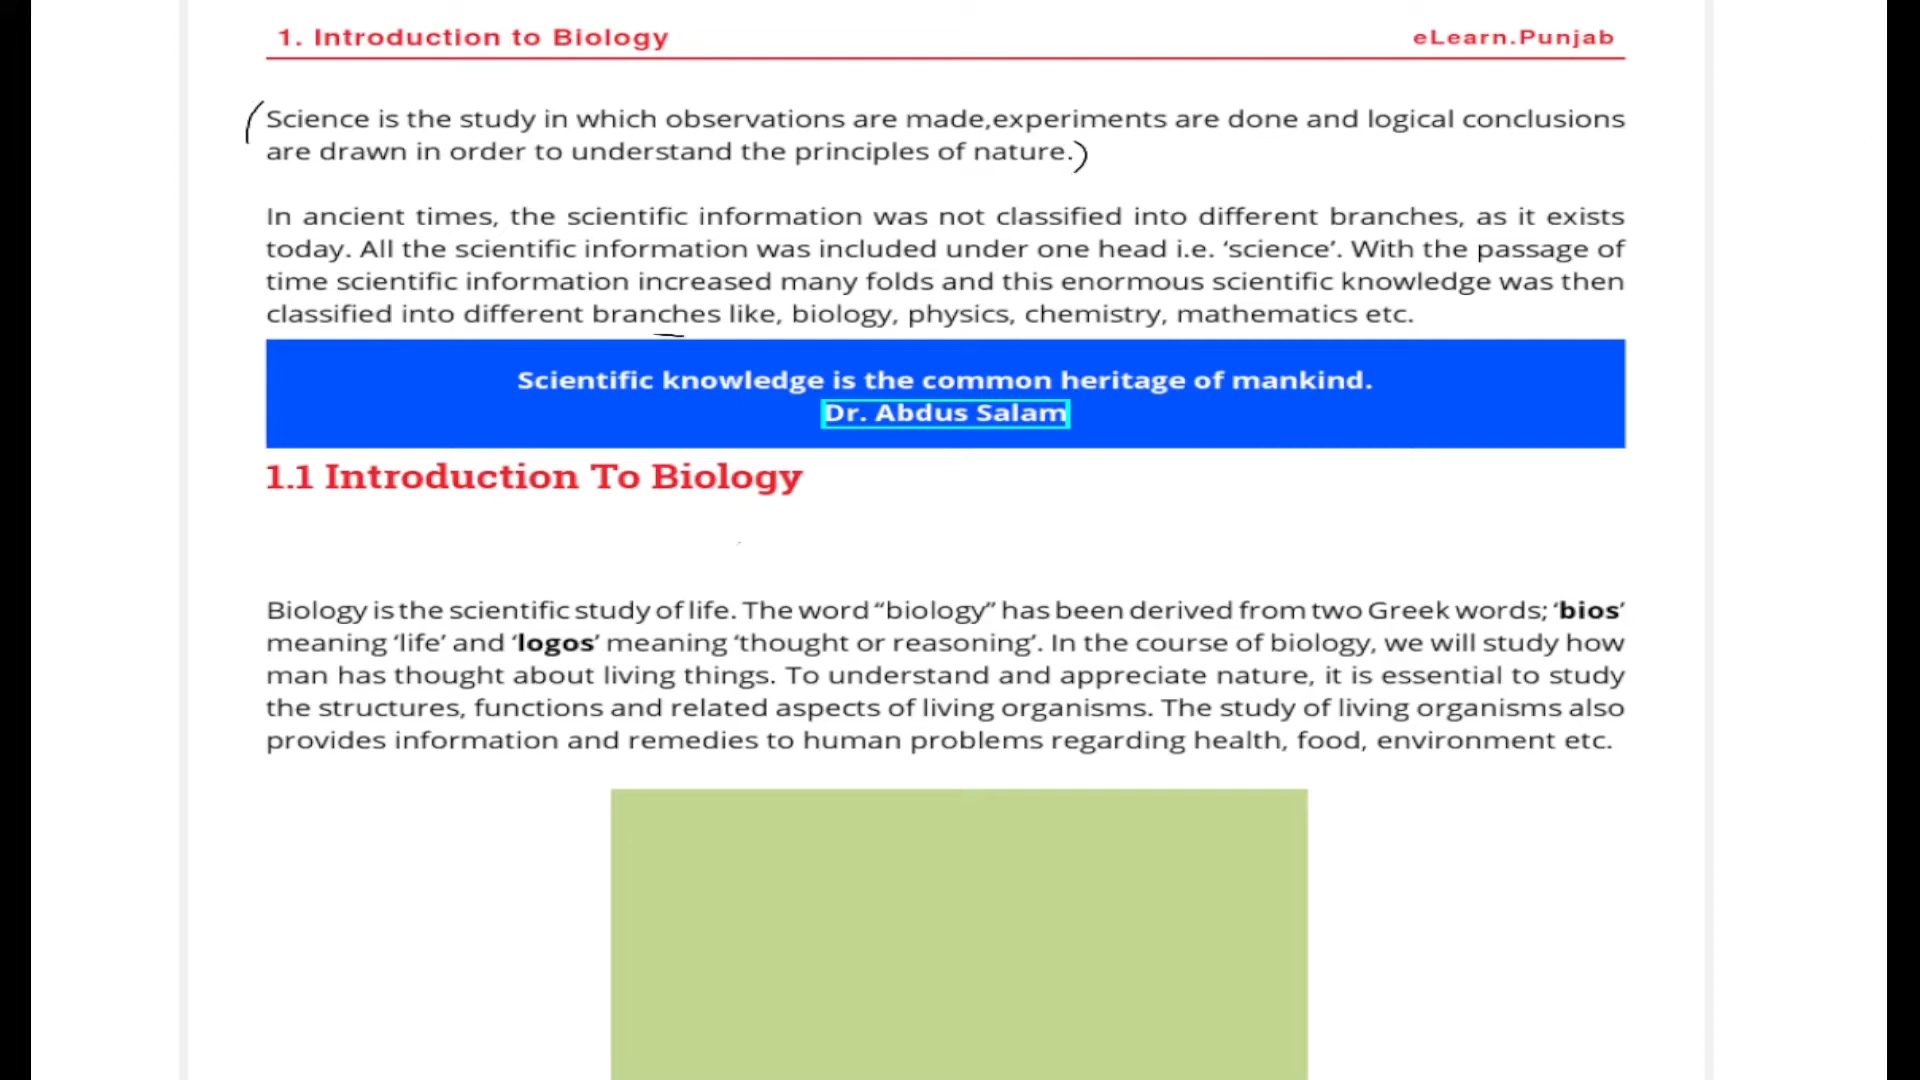 1. Introduction to Biology
eLearn.Punjab
Science is the study in which observations are made,experiments are done and logical conclusions
are drawn in order to understand the principles of nature.
In ancient times, the scientific information was not classified into different branches, as it exists
today. All the scientific information was included under one head i.e. ‘science’. With the passage of
time scientific information increased many folds and this enormous scientific knowledge was then
classified into different branches like, biology, physics, chemistry, mathematics etc.
Scientific knowledge is the common heritage of mankind.
Dr. Abdus Salam
1.1 Introduction To Biology
Biology is the scientific study of life. The word “biology” has been derived from two Greek words; ‘bios’
meaning ‘life’ and ‘logos’ meaning ‘thought or reasoning’. In the course of biology, we will study how
man has thought about living things. To understand and appreciate nature, it is essential to study
the structures, functions and related aspects of living organisms. The study of living organisms also
provides information and remedies to human problems regarding health, food, environment etc.